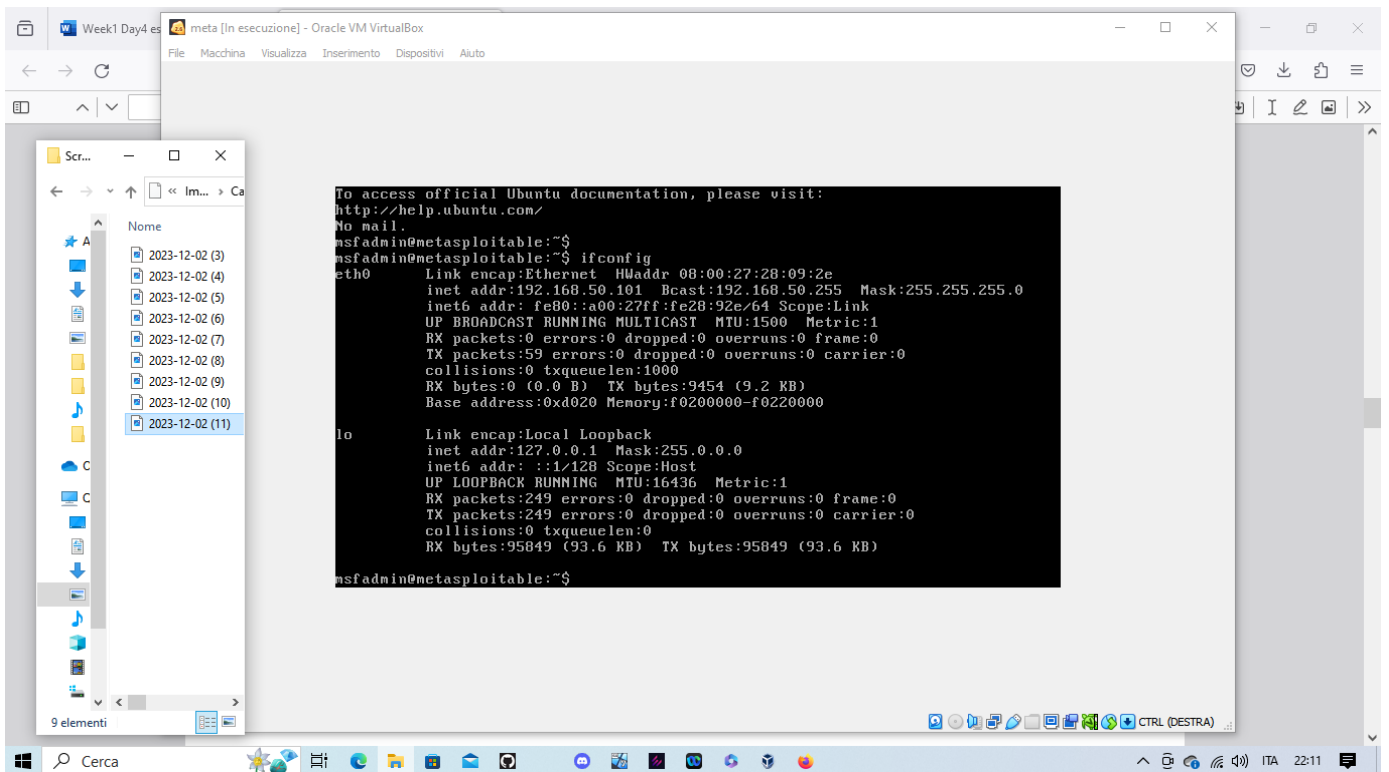 Week1 Day4 es
meta [In esecuzione] - Oracle VM VirtualBox
File Macchina Visualizza Inserimento Dispositivi Aiuto
Scr...
« Im... › Ca
Nome
A
2023-12-02 (3)
2023-12-02 (4)
2023-12-02 (5)
2023-12-02 (6)
2023-12-02 (7)
2023-12-02 (8)
2023-12-02 (9)
2023-12-02 (10)
2023-12-02 (11)
C
C
9 elementi
To access official Ubuntu documentation, please visit:
http://help.ubuntu.com/
No mail.
msfadmin@metasploitable:~$
msfadmin@metasploitable:~$ ifconfig
eth0 Link encap:Ethernet HWaddr 08:00:27:28:09:2e
inet addr:192.168.50.101 Bcast:192.168.50.255 Mask:255.255.255.0
inet6 addr: fe80::a00:27ff:fe28:92e/64 Scope:Link
UP BROADCAST RUNNING MULTICAST MTU:1500 Metric:1
RX packets:0 errors:0 dropped:0 overruns:0 frame:0
TX packets:59 errors:0 dropped:0 overruns:0 carrier:0
collisions:0 txqueuelen:1000
RX bytes:0 (0.0 B) TX bytes:9454 (9.2 KB)
Base address:0xd020 Memory:f0200000-f0220000
lo Link encap:Local Loopback
inet addr:127.0.0.1 Mask:255.0.0.0
inet6 addr: ::1/128 Scope:Host
UP LOOPBACK RUNNING MTU:16436 Metric:1
RX packets:249 errors:0 dropped:0 overruns:0 frame:0
TX packets:249 errors:0 dropped:0 overruns:0 carrier:0
collisions:0 txqueuelen:0
RX bytes:95849 (93.6 KB) TX bytes:95849 (93.6 KB)
msfadmin@metasploitable:~$
CTRL (DESTRA)
Cerca
ITA 22:11